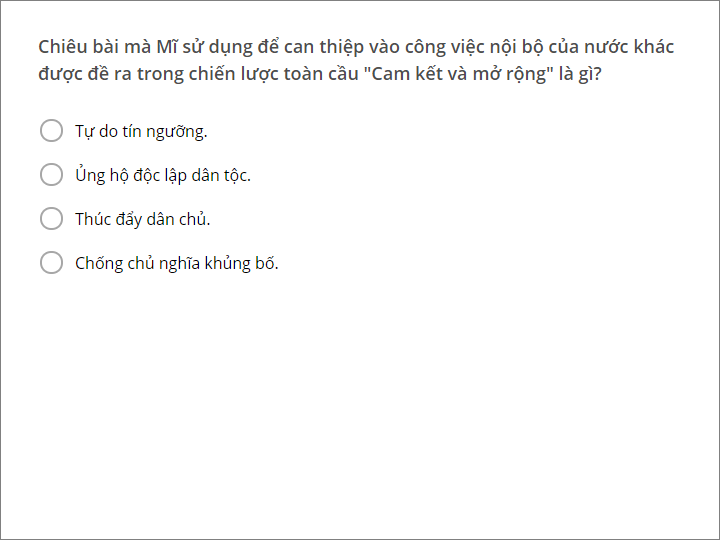 Chiêu bài mà Mĩ sử dụng để can thiệp vào công việc nội bộ của nước khác
được đề ra trong chiến lược toàn cầu "Cam kết và mở rộng" là gì?
Tự do tín ngưỡng.
Ủng hộ độc lập dân tộc.
Thúc đẩy dân chủ.
Chống chủ nghĩa khủng bố.